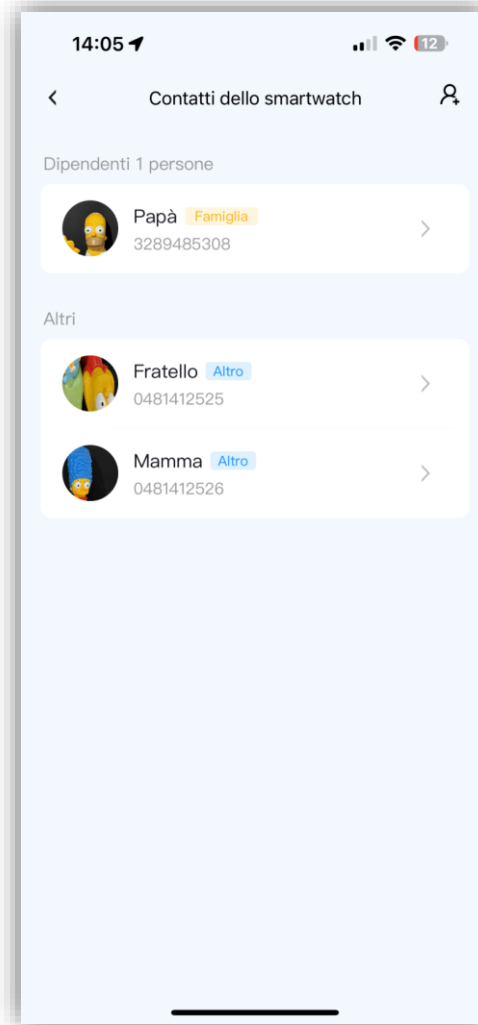 14:05
12
Contatti dello smartwatch
Dipendenti 1 persone
Papà Famiglia
3289485308
Altri
Fratello Altro
0481412525
Mamma Altro
0481412526